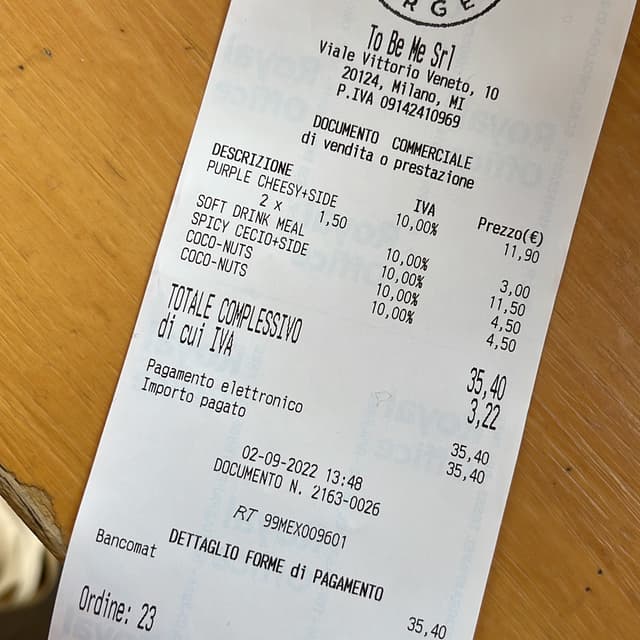 RGE
To Be Me Srl
Viale Vittorio Veneto, 10
20124, Milano, MI
P.IVA 09142410969
DOCUMENTO COMMERCIALE
di vendita o prestazione
DESCRIZIONE IVA Prezzo(€)
PURPLE CHEESY+SIDE 10,00% 11,90
2 x 1,50
SOFT DRINK MEAL 10,00% 3,00
SPICY CECIO+SIDE 10,00% 11,50
COCO-NUTS 10,00% 4,50
COCO-NUTS 10,00% 4,50
TOTALE COMPLESSIVO 35,40
di cui IVA 3,22
Pagamento elettronico 35,40
Importo pagato 35,40
02-09-2022 13:48
DOCUMENTO N. 2163-0026
RT 99MEX009601
DETTAGLIO FORME di PAGAMENTO
Bancomat 35,40
Ordine: 23